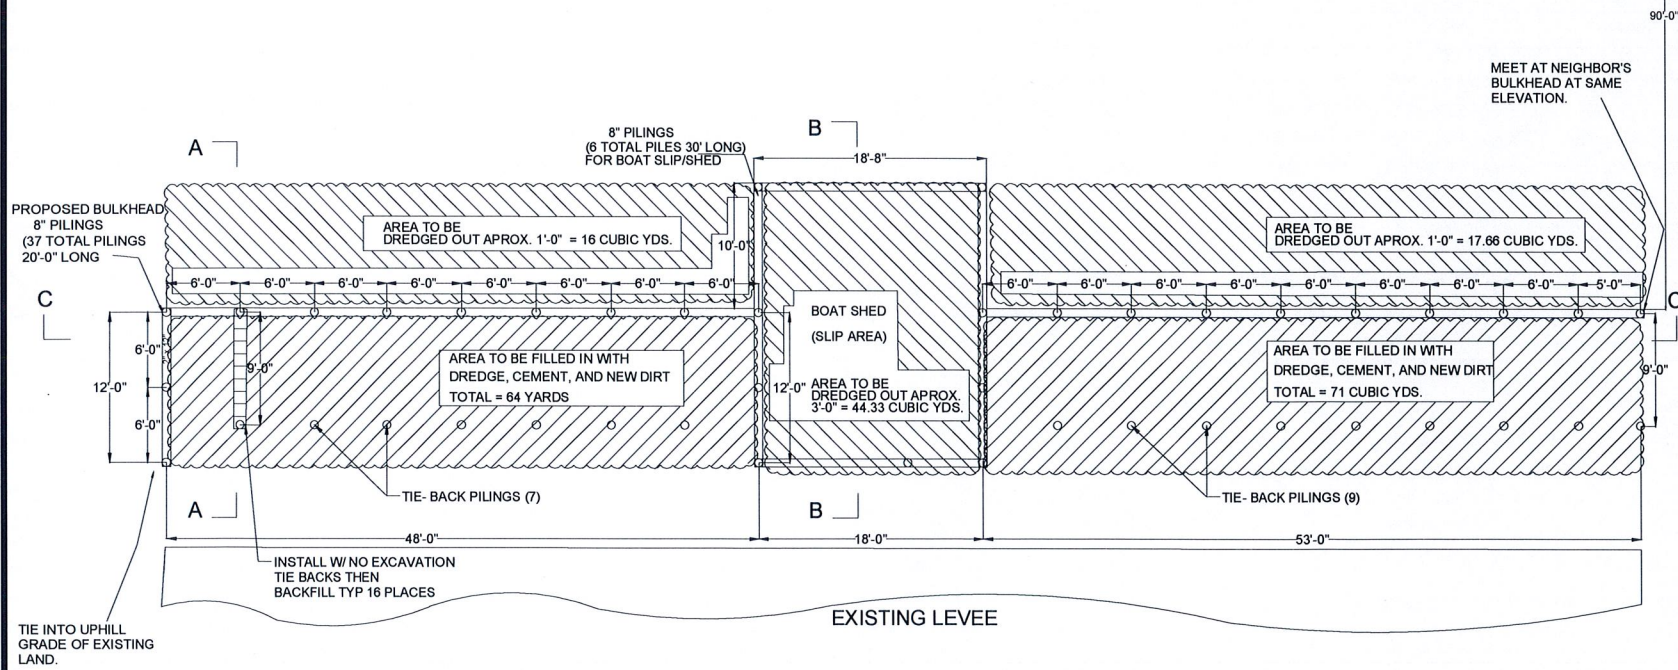 90'-0"
MEET AT NEIGHBOR'S
BULKHEAD AT SAME
ELEVATION.
A
8" PILINGS
(6 TOTAL PILES 30' LONG)
FOR BOAT SLIP/SHED
B
18'-8"
PROPOSED BULKHEAD
8" PILINGS
(37 TOTAL PILINGS
20'-0" LONG
AREA TO BE
DREDGED OUT APROX. 1'-0" = 16 CUBIC YDS.
10'-0"
AREA TO BE
DREDGED OUT APROX. 1'-0" = 17.66 CUBIC YDS.
6'-0" 6'-0" 6'-0" 6'-0" 6'-0" 6'-0" 6'-0" 6'-0"
6'-0" 6'-0" 6'-0" 6'-0" 6'-0" 6'-0" 6'-0" 6'-0" 5'-0"
C
C
BOAT SHED
(SLIP AREA)
6'-0"
12'-0"
6'-0"
9'-0"
AREA TO BE FILLED IN WITH
DREDGE, CEMENT, AND NEW DIRT
TOTAL = 64 YARDS
12'-0"
AREA TO BE
DREDGED OUT APROX.
3'-0" = 44.33 CUBIC YDS.
AREA TO BE FILLED IN WITH
DREDGE, CEMENT, AND NEW DIRT
TOTAL = 71 CUBIC YDS.
9'-0"
TIE- BACK PILINGS (7)
TIE- BACK PILINGS (9)
A
B
48'-0"
18'-0"
53'-0"
INSTALL W/ NO EXCAVATION
TIE BACKS THEN
BACKFILL TYP 16 PLACES
EXISTING LEVEE
TIE INTO UPHILL
GRADE OF EXISTING
LAND.